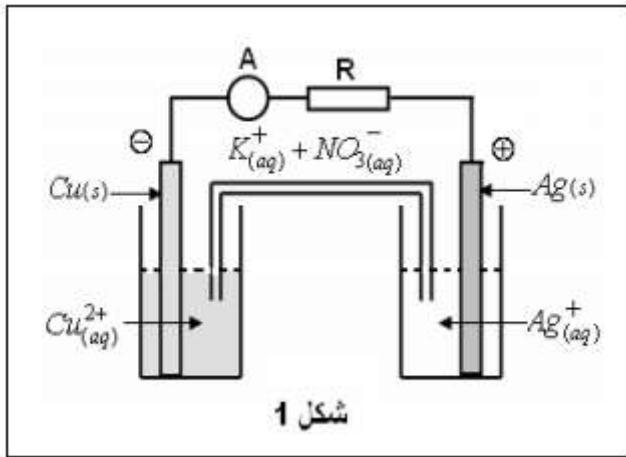 A R
⊖ K⁺(aq) + NO₃⁻(aq) ⊕
Cu(s) Ag(s)
Cu²⁺(aq) Ag⁺(aq)
شكل 1